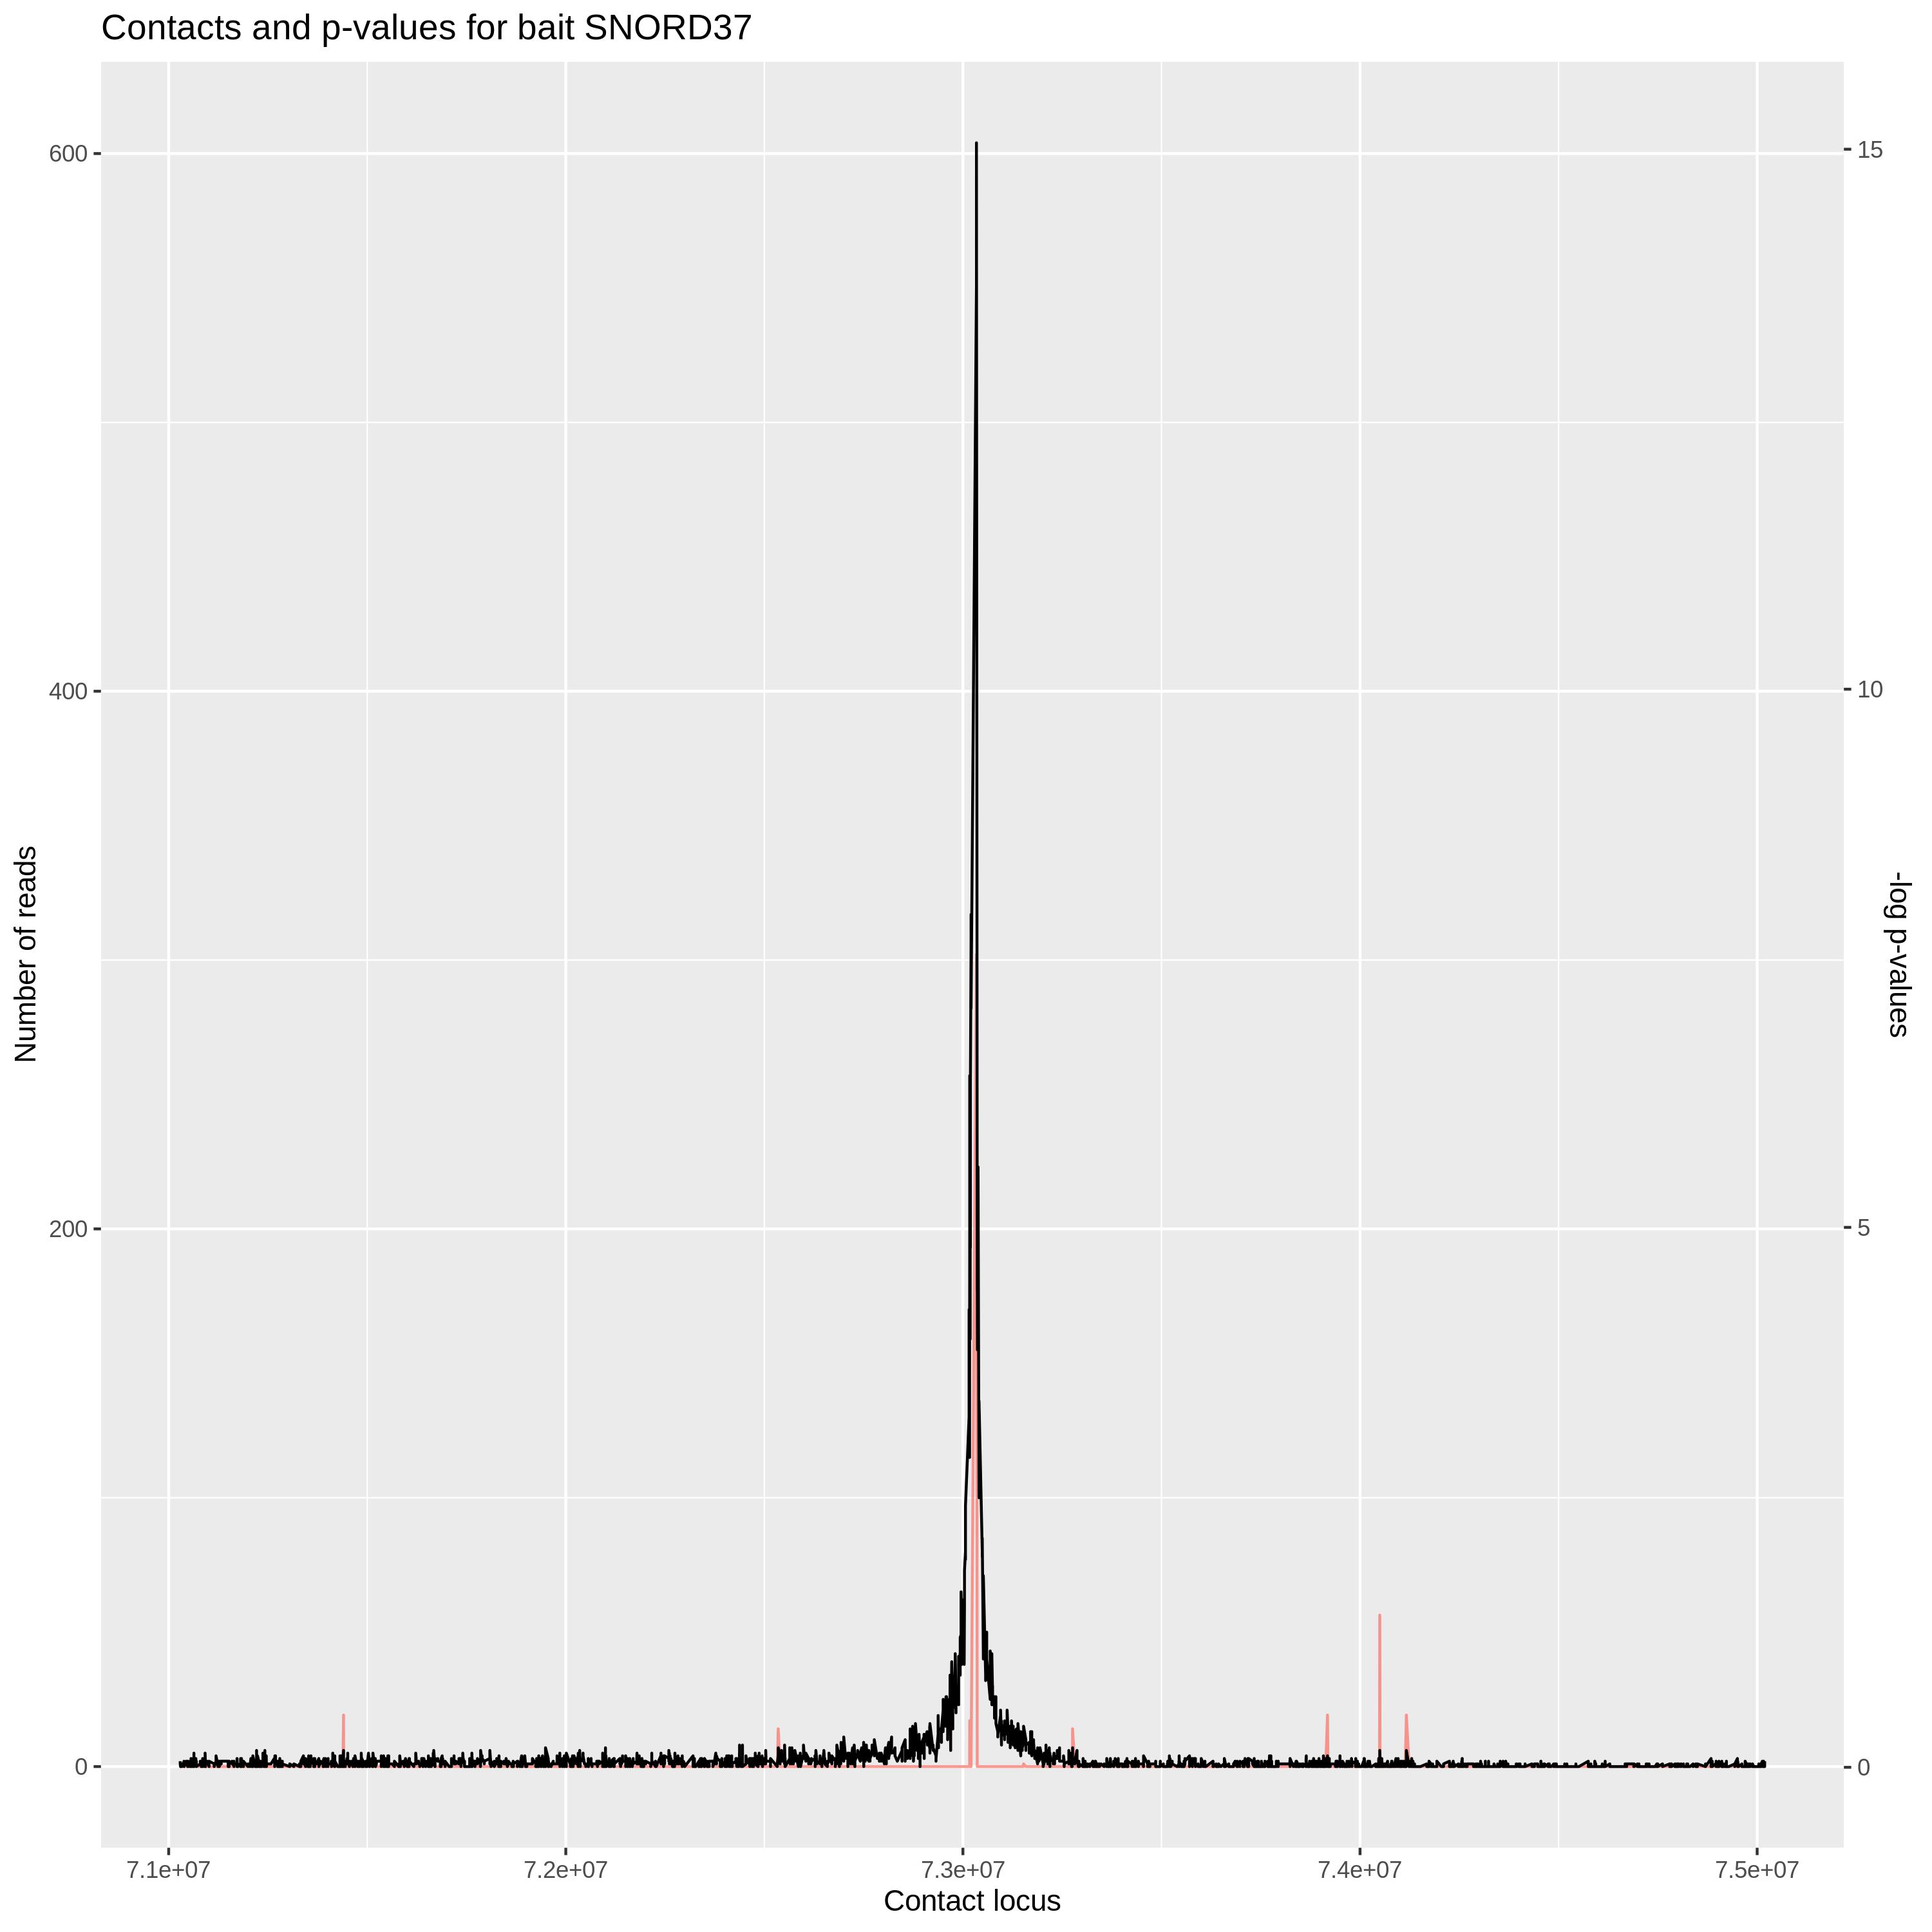 Contacts and p-values for bait SNORD37
600
400
200
0
Number of reads
15
10
5
0
-log p-values
7.1e+07 7.2e+07 7.3e+07 7.4e+07 7.5e+07
Contact locus